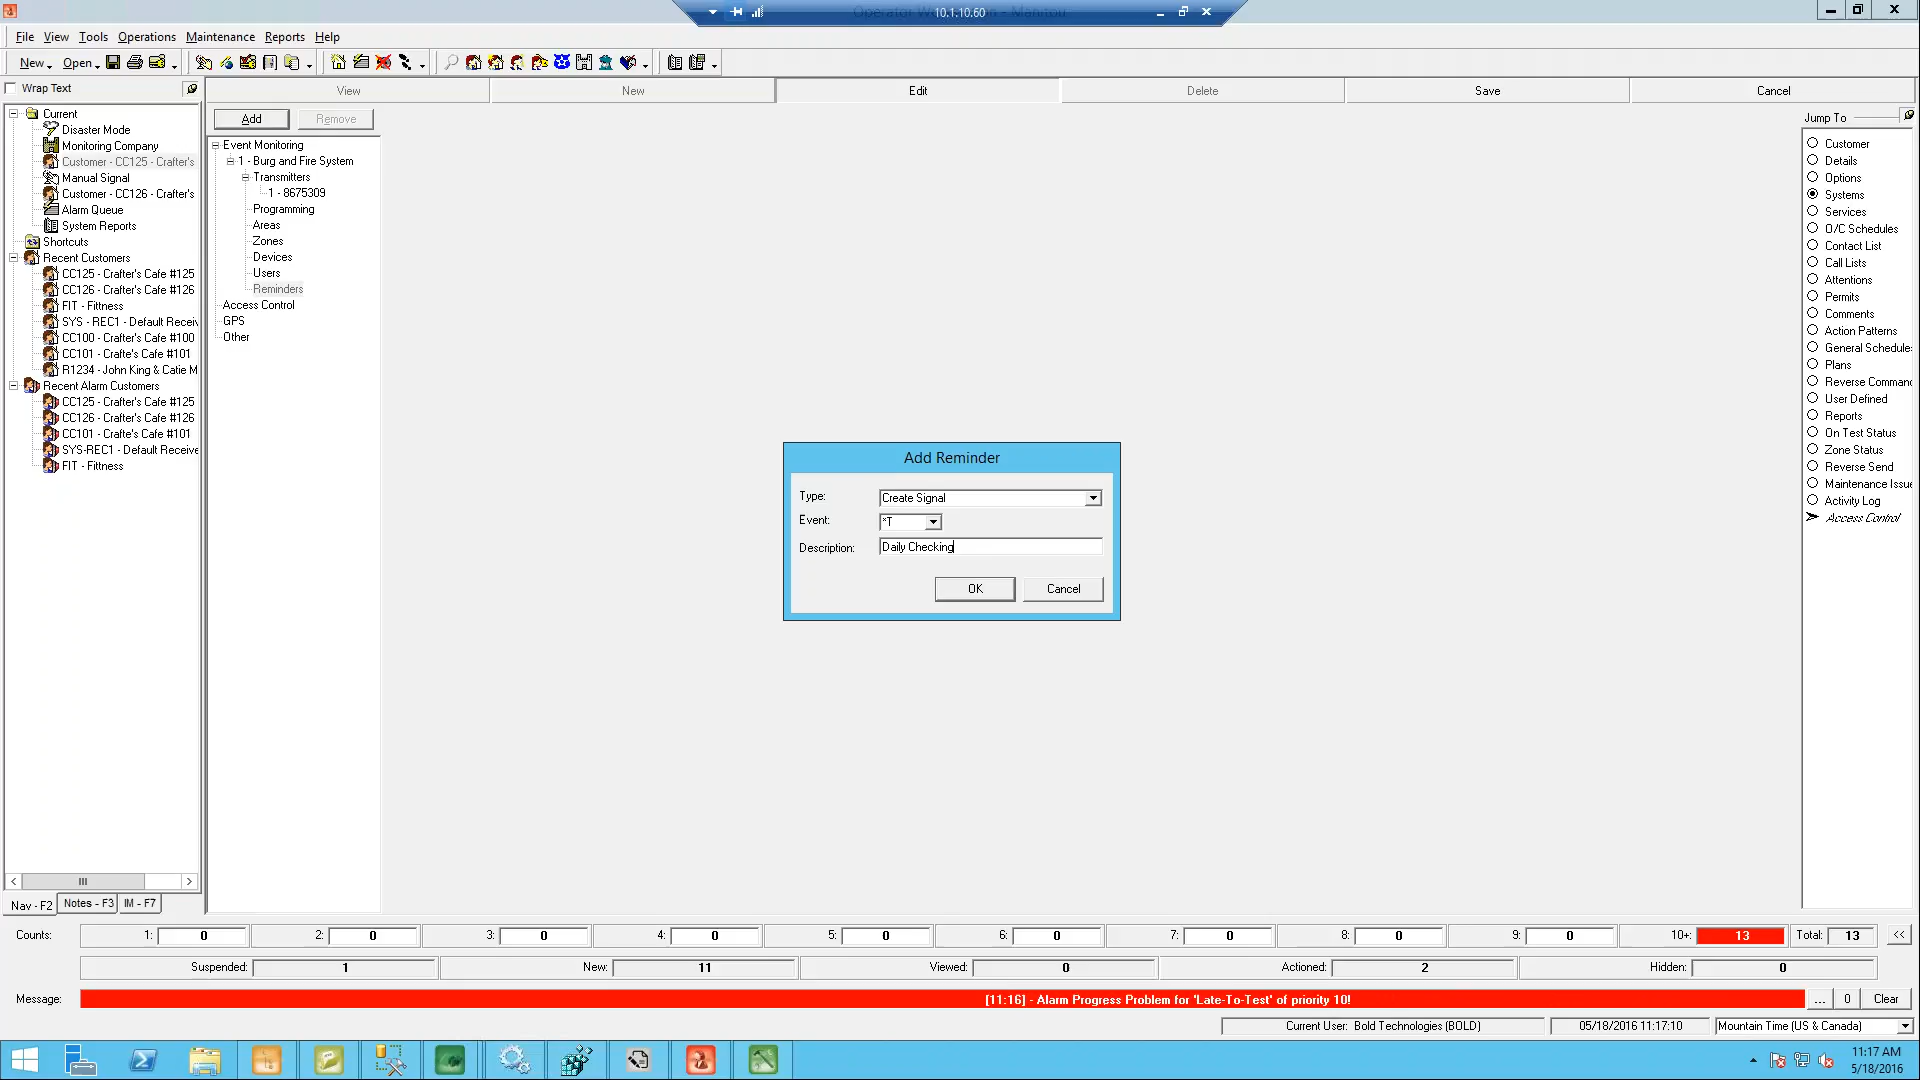 Operator Workstation - Manitou
10.1.10.60
File View Tools Operations Maintenance Reports Help
New Open
Wrap Text
View New Edit Delete Save Cancel
Add Remove
Current
Disaster Mode
Monitoring Company
Customer - CC125 - Crafter's
Manual Signal
Customer - CC126 - Crafter's
Alarm Queue
System Reports
Shortcuts
Recent Customers
CC125 - Crafter's Cafe #125
CC126 - Crafter's Cafe #126
FIT - Fittness
SYS - REC1 - Default Receiv
CC100 - Crafter's Cafe #100
CC101 - Crafte's Cafe #101
R1234 - John King & Catie M
Recent Alarm Customers
CC125 - Crafter's Cafe #125
CC126 - Crafter's Cafe #126
CC101 - Crafte's Cafe #101
SYS-REC1 - Default Receive
FIT - Fittness
Event Monitoring
1 - Burg and Fire System
Transmitters
1 - 8675309
Programming
Areas
Zones
Devices
Users
Reminders
Access Control
GPS
Other
Add Reminder
Type: Create Signal
Event: *T
Description: Daily Checking
OK Cancel
Jump To
Customer
Details
Options
Systems
Services
O/C Schedules
Contact List
Call Lists
Attentions
Permits
Comments
Action Patterns
General Schedules
Plans
Reverse Comman
User Defined
Reports
On Test Status
Zone Status
Reverse Send
Maintenance Issue
Activity Log
Access Control
Nav - F2 Notes - F3 IM - F7
Counts: 1: 0 2: 0 3: 0 4: 0 5: 0 6: 0 7: 0 8: 0 9: 0 10+: 13 Total: 13 <<
Suspended: 1 New: 11 Viewed: 0 Actioned: 2 Hidden: 0
Message: [11:16] - Alarm Progress Problem for 'Late-To-Test' of priority 10! ... 0 Clear
Current User: Bold Technologies (BOLD) 05/18/2016 11:17:10 Mountain Time (US & Canada)
11:17 AM
5/18/2016